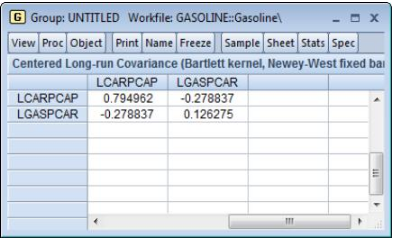 G Group: UNTITLED Workfile: GASOLINE::Gasoline\
View Proc Object Print Name Freeze Sample Sheet Stats Spec
Centered Long-run Covariance (Bartlett kernel, Newey-West fixed
LCARPCAP LGASPCAR
LCARPCAP 0.794962 -0.278837
LGASPCAR -0.278837 0.126275